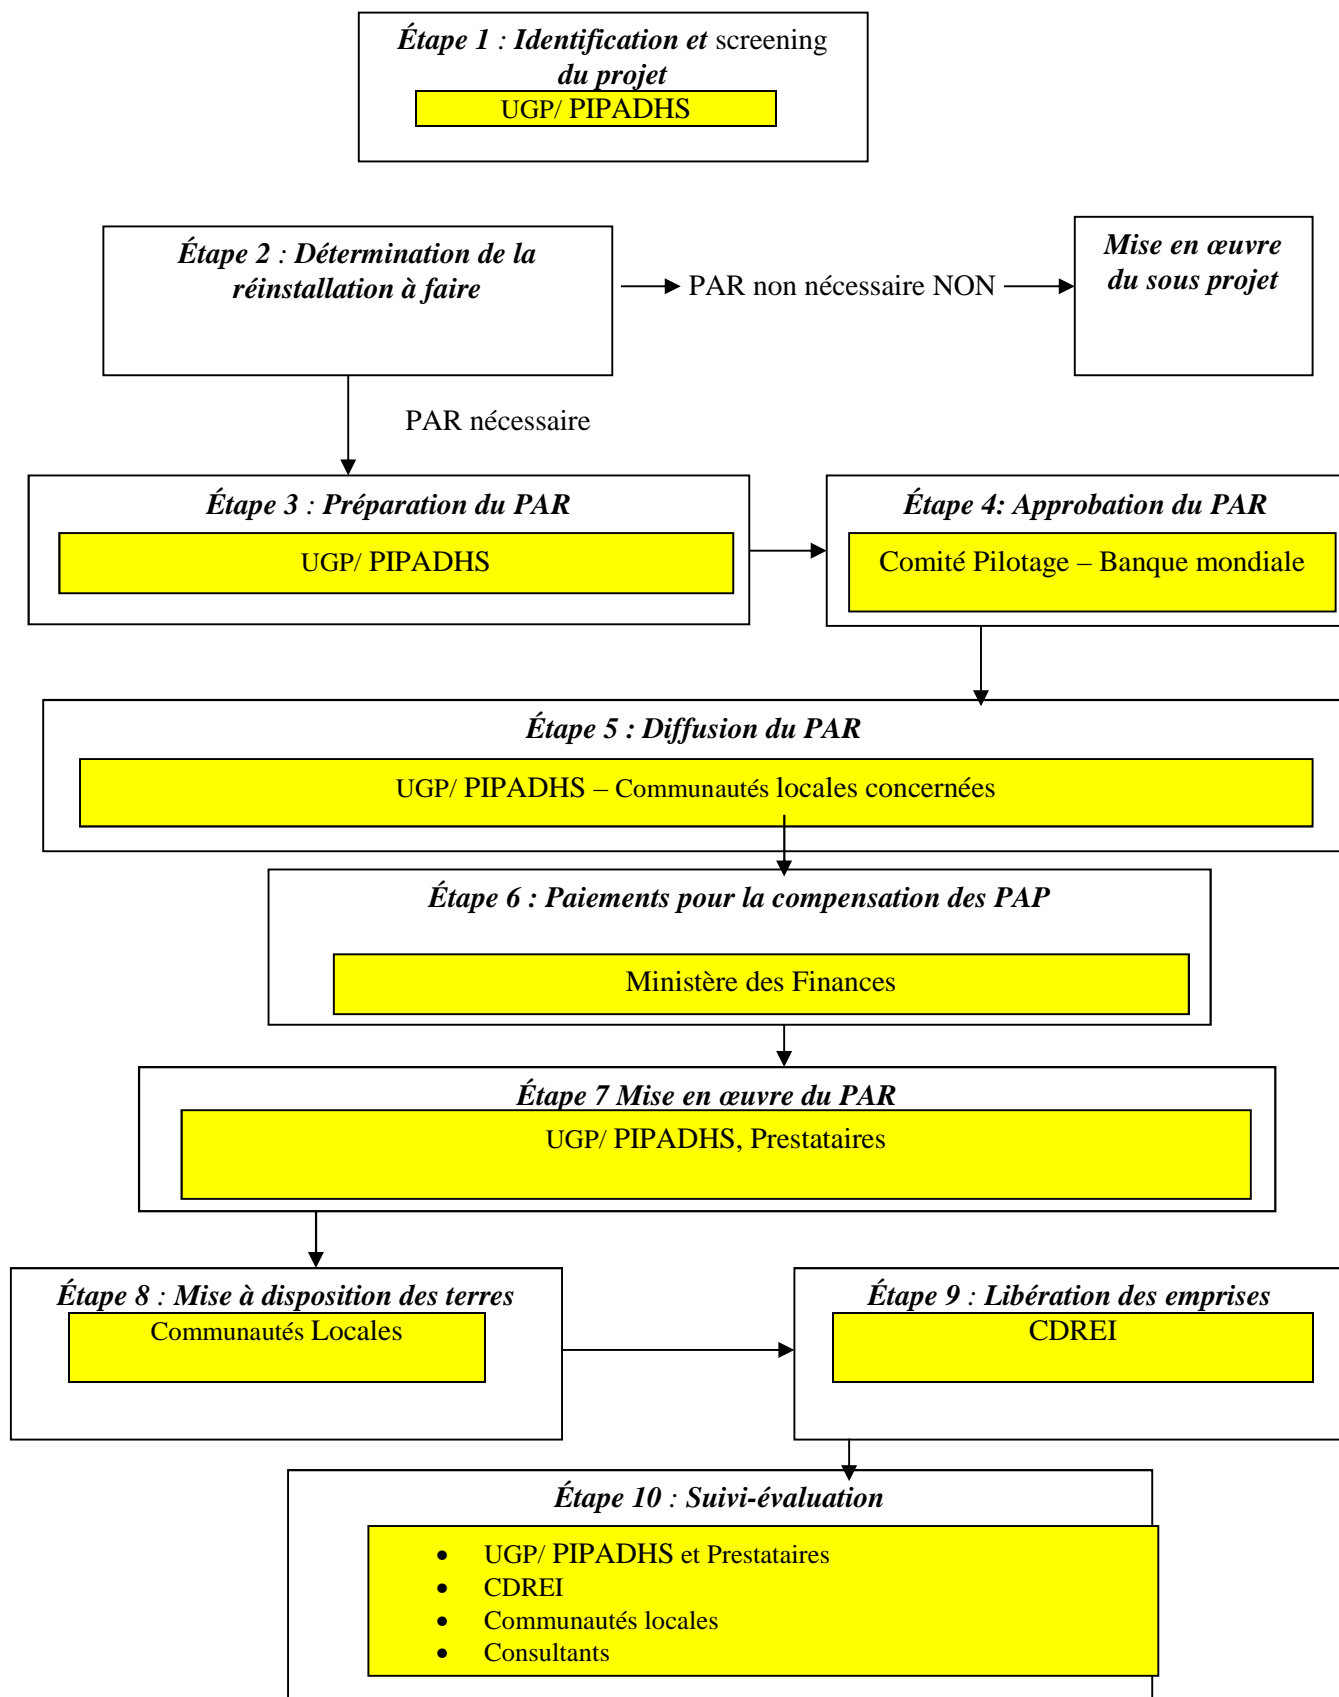 Étape 1 : Identification et screening
du projet
UGP/ PIPADHS
Étape 2 : Détermination de la
réinstallation à faire
PAR non nécessaire NON
Mise en œuvre
du sous projet
PAR nécessaire
Étape 3 : Préparation du PAR
UGP/ PIPADHS
Étape 4: Approbation du PAR
Comité Pilotage – Banque mondiale
Étape 5 : Diffusion du PAR
UGP/ PIPADHS – Communautés locales concernées
Étape 6 : Paiements pour la compensation des PAP
Ministère des Finances
Étape 7 Mise en œuvre du PAR
UGP/ PIPADHS, Prestataires
Étape 8 : Mise à disposition des terres
Communautés Locales
Étape 9 : Libération des emprises
CDREI
Étape 10 : Suivi-évaluation
• UGP/ PIPADHS et Prestataires
• CDREI
• Communautés locales
• Consultants